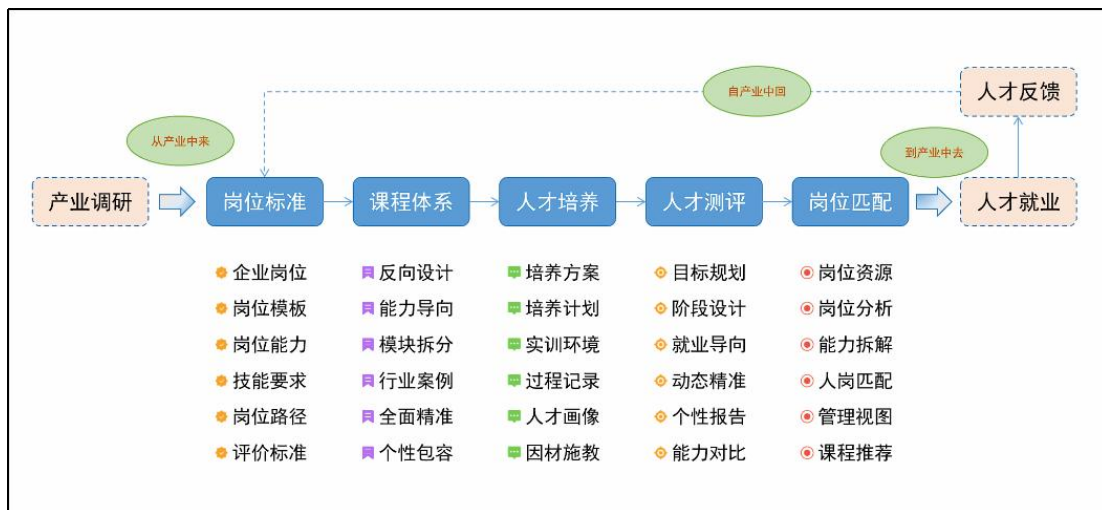 自产业中回
人才反馈
从产业中来
到产业中去
产业调研
岗位标准
课程体系
人才培养
人才测评
岗位匹配
人才就业
企业岗位
岗位模板
岗位能力
技能要求
岗位路径
评价标准
反向设计
能力导向
模块拆分
行业案例
全面精准
个性包容
培养方案
培养计划
实训环境
过程记录
人才画像
因材施教
目标规划
阶段设计
就业导向
动态精准
个性报告
能力对比
岗位资源
岗位分析
能力拆解
人岗匹配
管理视图
课程推荐